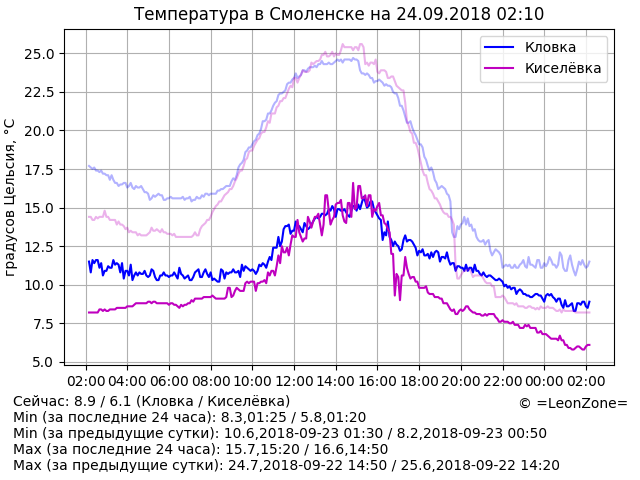 Температура в Смоленске на 24.09.2018 02:10
градусов Цельсия, °C
25.0
22.5
20.0
17.5
15.0
12.5
10.0
7.5
5.0
Кловка
Киселёвка
02:00 04:00 06:00 08:00 10:00 12:00 14:00 16:00 18:00 20:00 22:00 00:00 02:00
Сейчас: 8.9 / 6.1 (Кловка / Киселёвка)
© =LeonZone=
Min (за последние 24 часа): 8.3,01:25 / 5.8,01:20
Min (за предыдущие сутки): 10.6,2018-09-23 01:30 / 8.2,2018-09-23 00:50
Max (за последние 24 часа): 15.7,15:20 / 16.6,14:50
Max (за предыдущие сутки): 24.7,2018-09-22 14:50 / 25.6,2018-09-22 14:20